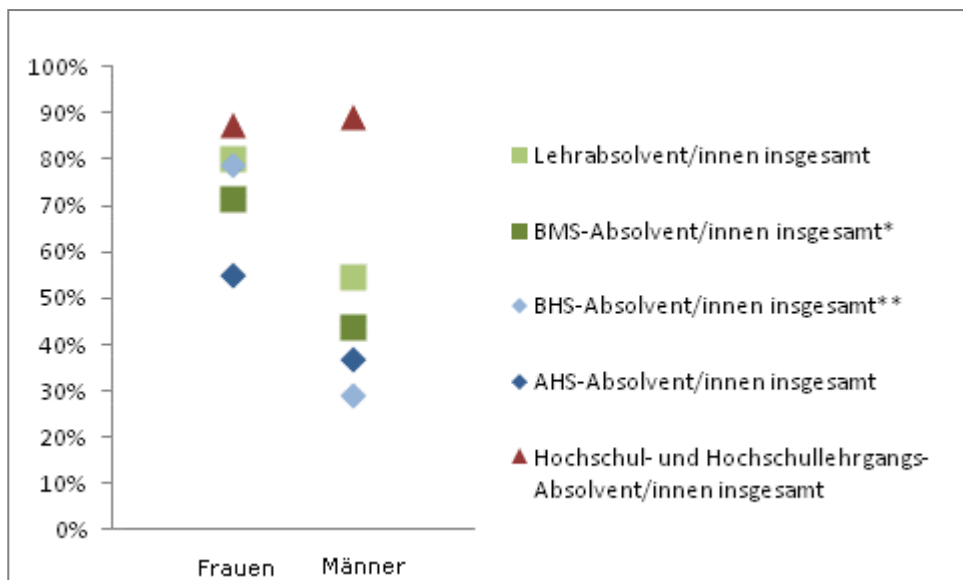 100%
90%
80%
70%
60%
50%
40%
30%
20%
10%
0%
Frauen
Männer
Lehrabsolvent/innen insgesamt
BMS-Absolvent/innen insgesamt*
BHS-Absolvent/innen insgesamt**
AHS-Absolvent/innen insgesamt
Hochschul- und Hochschullehrgangs-
Absolvent/innen insgesamt